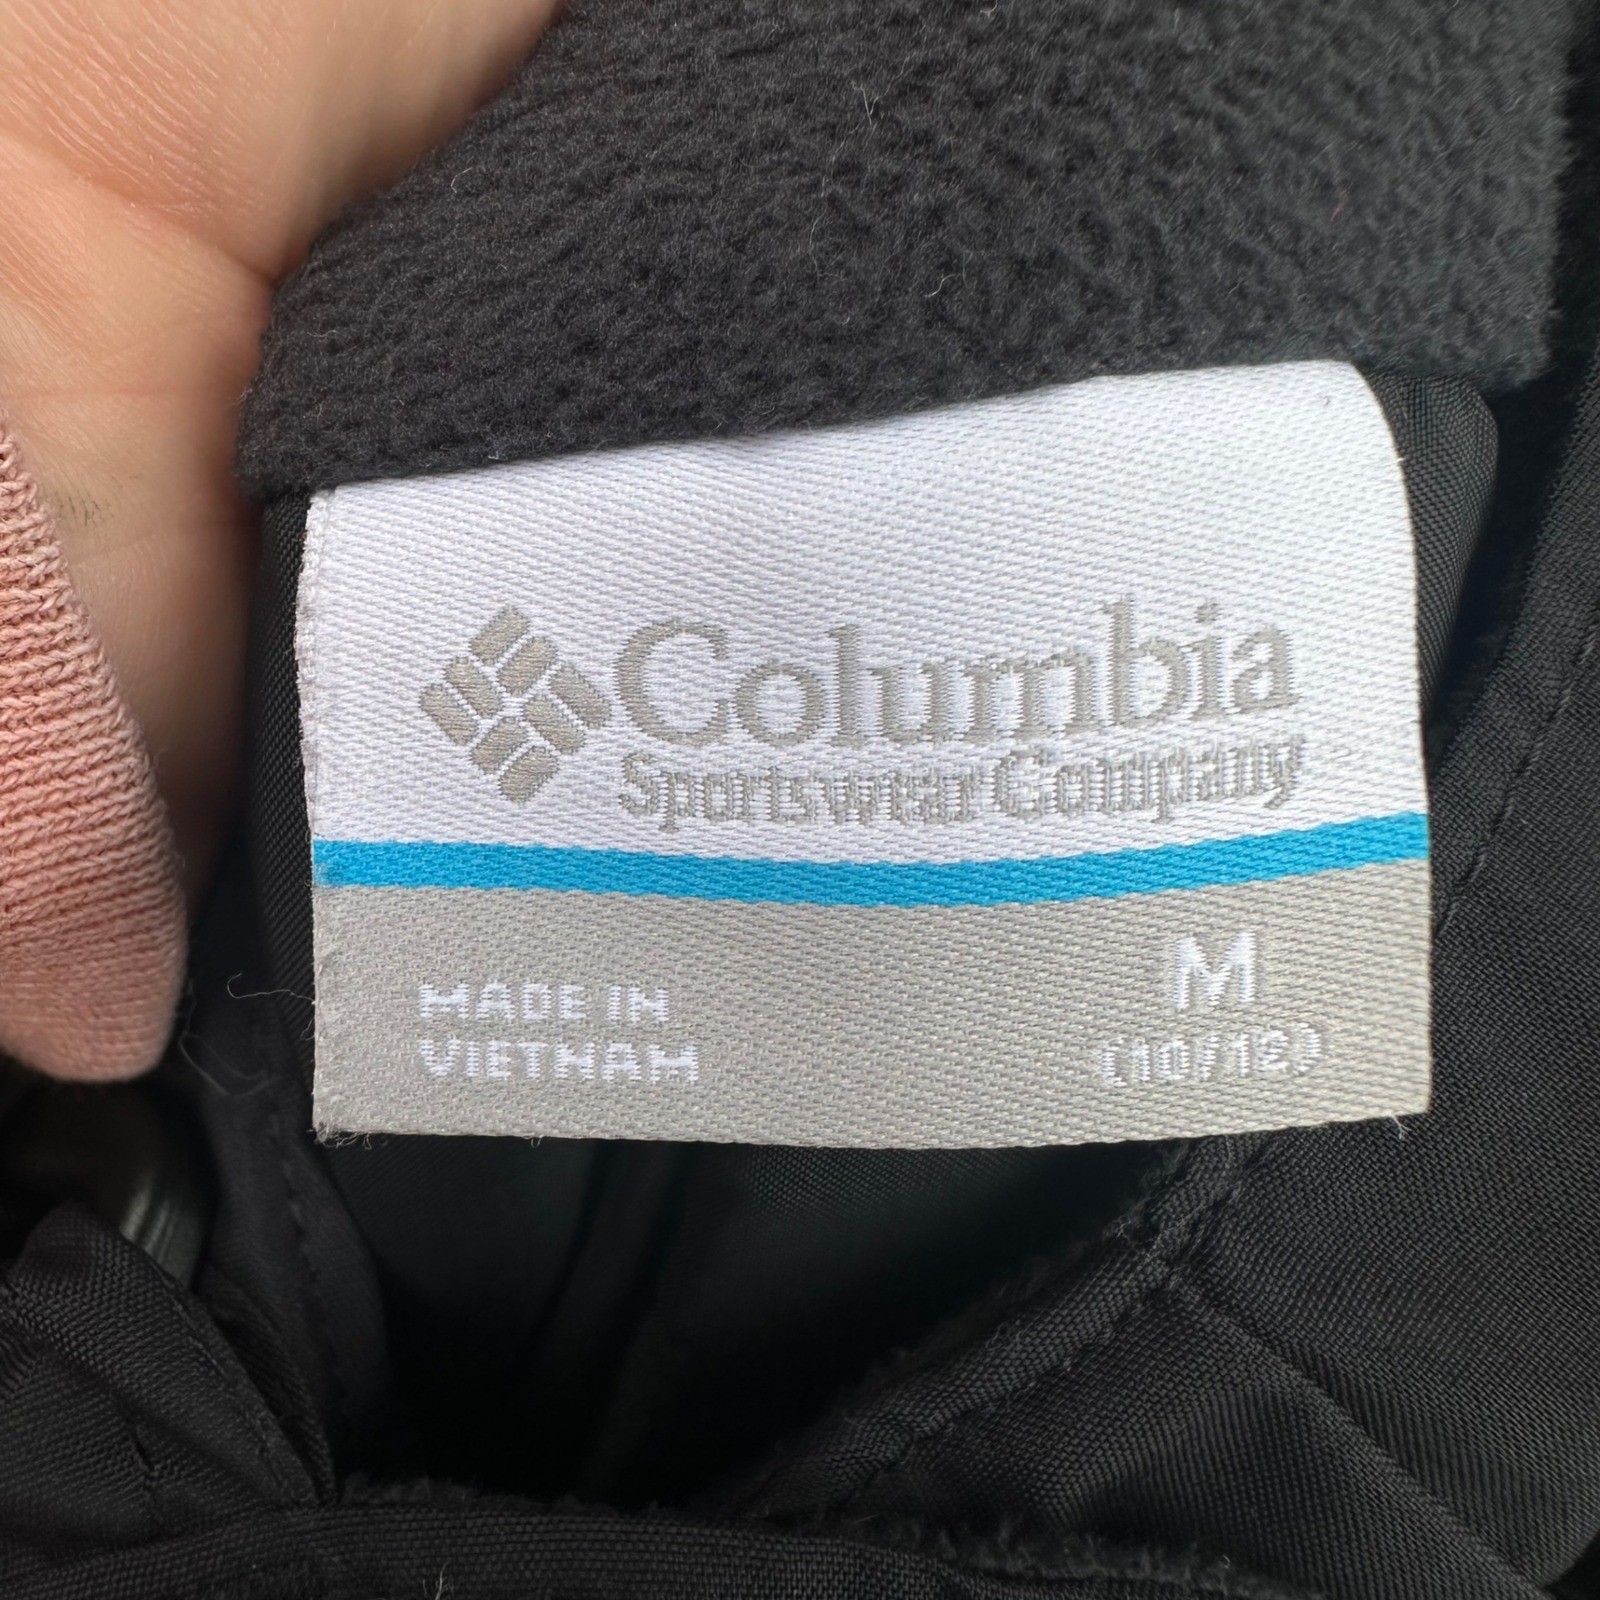 Columbia
Sportswear Company
MADE IN
VIETNAM
M
(10/12)